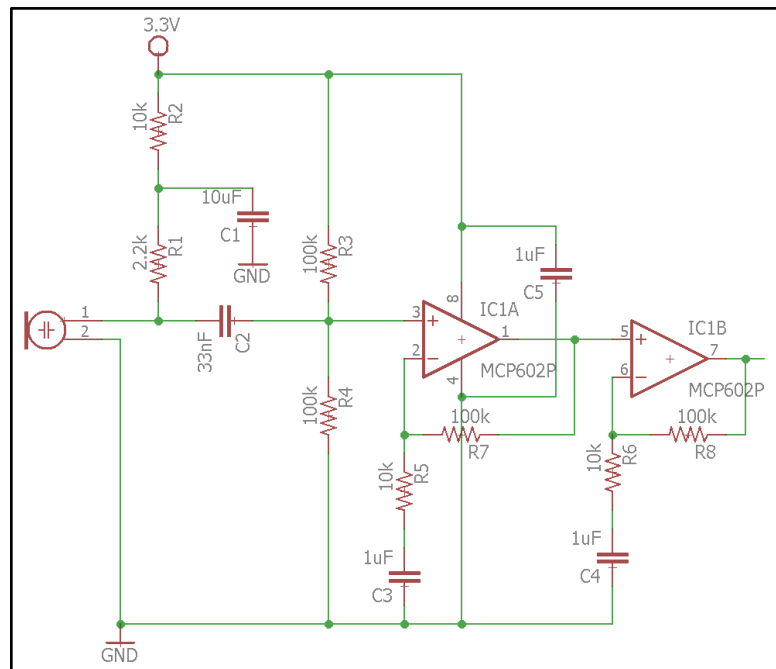 3.3V
10k
R2
10uF
C1
GND
2.2k
R1
100k
R3
1uF
C5
8
IC1A
1
2
33nF
C2
3
+
-
+
1
4
MCP602P
5
+
-
+
6
IC1B
7
MCP602P
100k
R4
100k
R7
10k
R5
100k
R8
10k
R6
1uF
C3
1uF
C4
GND
2